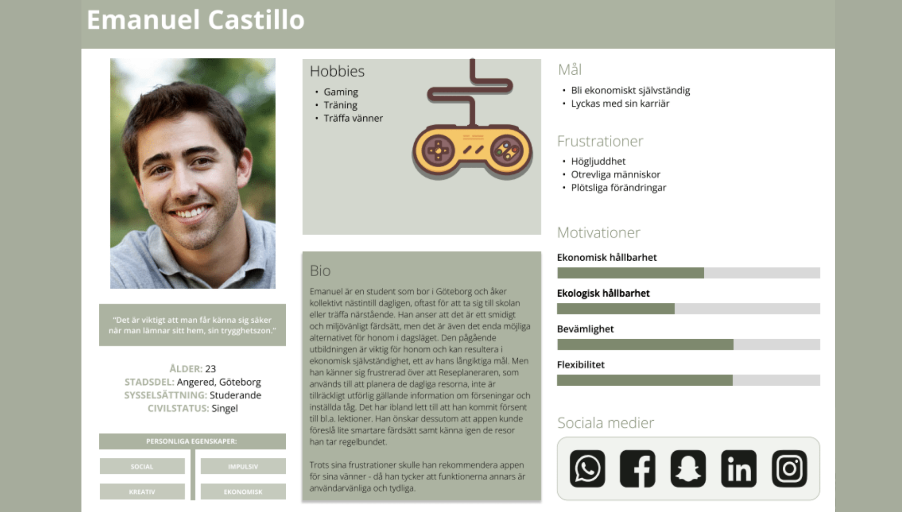 Emanuel Castillo
"Det är viktigt att man får känna sig säker
när man lämnar sitt hem, sin trygghetszon."
ÅLDER: 23
STADSDEL: Angered, Göteborg
SYSSELSÄTTNING: Studerande
CIVILSTATUS: Singel
PERSONLIGA EGENSKAPER:
SOCIAL
IMPULSIV
KREATIV
EKONOMISK
Hobbies
• Gaming
• Träning
• Träffa vänner
Bio
Emanuel är en student som bor i Göteborg och åker
kollektivt nästintill dagligen, oftast för att ta sig till skolan
eller träffa närstående. Han anser att det är ett smidigt
och miljövänligt färdsätt, men det är även det enda möjliga
alternativet för honom i dagsläget. Den pågående
utbildningen är viktig för honom och kan resultera i
ekonomisk självständighet, ett av hans långiktiga mål. Men
han känner sig frustrerad över att Reseplaneraren, som
används till att planera de dagliga resorna, inte är
tillräckligt utförlig gällande information om förseningar och
inställda tåg. Det har ibland lett till att han kommit försent
till bl.a. lektioner. Han önskar dessutom att appen kunde
föreslå lite smartare färdsätt samt känna igen de resor
han tar regelbundet.
Trots sina frustrationer skulle han rekommendera appen
för sina vänner - då han tycker att funktionerna annars är
användarvänliga och tydliga.
Mål
• Bli ekonomiskt självständig
• Lyckas med sin karriär
Frustrationer
• Högljuddhet
• Otrevliga människor
• Plötsliga förändringar
Motivationer
Ekonomisk hållbarhet
Ekologisk hållbarhet
Bevämlighet
Flexibilitet
Sociala medier